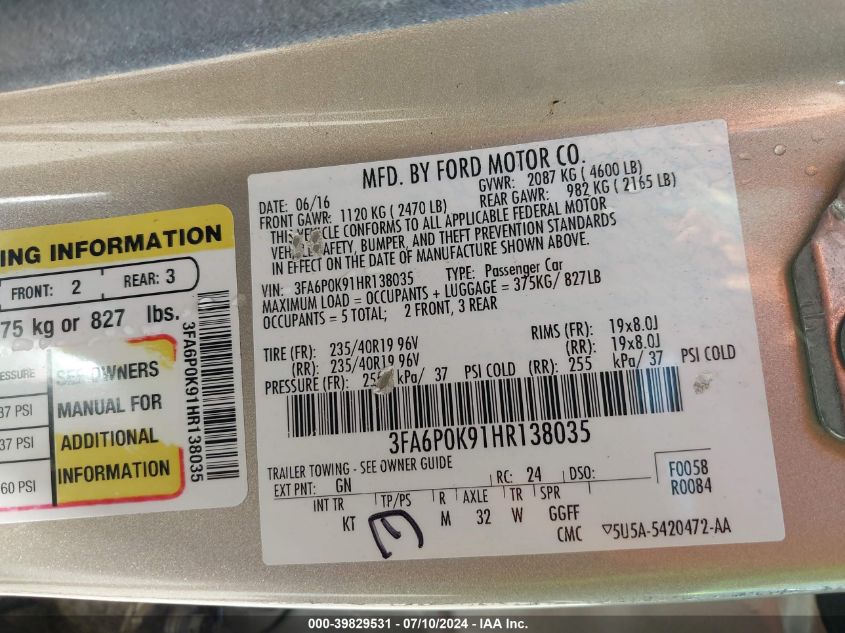 ING INFORMATION
FRONT: 2 REAR: 3
75 kg or 827 lbs.
ESSURE
37 PSI
37 PSI
60 PSI
SEE OWNERS
MANUAL FOR
ADDITIONAL
INFORMATION
3FA6P0K91HR138035
MFD. BY FORD MOTOR CO.
DATE: 06/16 GVWR: 2087 KG ( 4600 LB)
FRONT GAWR: 1120 KG ( 2470 LB) REAR GAWR: 982 KG ( 2165 LB)
THIS VEHICLE CONFORMS TO ALL APPLICABLE FEDERAL MOTOR
VEHICLE SAFETY, BUMPER, AND THEFT PREVENTION STANDARDS
IN EFFECT ON THE DATE OF MANUFACTURE SHOWN ABOVE.
VIN: 3FA6P0K91HR138035 TYPE: Passenger Car
MAXIMUM LOAD = OCCUPANTS + LUGGAGE = 375KG/ 827LB
OCCUPANTS = 5 TOTAL; 2 FRONT, 3 REAR
TIRE (FR): 235/40R19 96V RIMS (FR): 19x8.0J
(RR): 235/40R19 96V (RR): 19x8.0J
PRESSURE (FR): kPa/ 37 PSI COLD (RR): 255 kPa/ 37 PSI COLD
3FA6P0K91HR138035
TRAILER TOWING - SEE OWNER GUIDE
EXT PNT: GN RC: 24 DSO: F0058
R0084
INT TR TP/PS R AXLE TR SPR
KT M 32 W GGFF
CMC ▽5U5A-5420472-AA
000-39829531 - 07/10/2024 - IAA Inc.